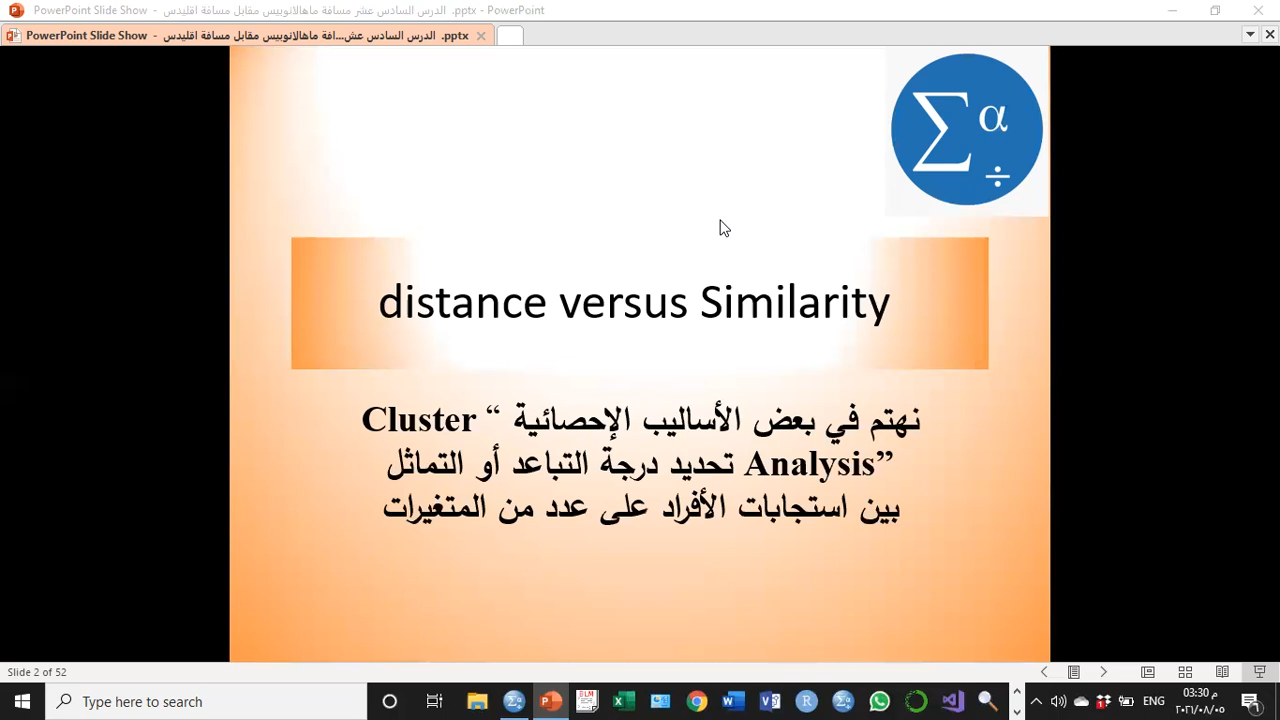 الدرس السادس عشر مسافة ماهالانوبيس مقابل مسافة اقليدس .pptx - PowerPoint Slide Show - PowerPoint
PowerPoint Slide Show - الدرس السادس عش...افة ماهالانوبيس مقابل مسافة اقليدس .pptx
Σ α ÷
distance versus Similarity
نهتم في بعض الأساليب الإحصائية “ Cluster
Analysis” تحديد درجة التباعد أو التماثل
بين استجابات الأفراد على عدد من المتغيرات
Slide 2 of 52
Type here to search
ENG
03:30 م
٢٠٢١/٠٨/٠٥